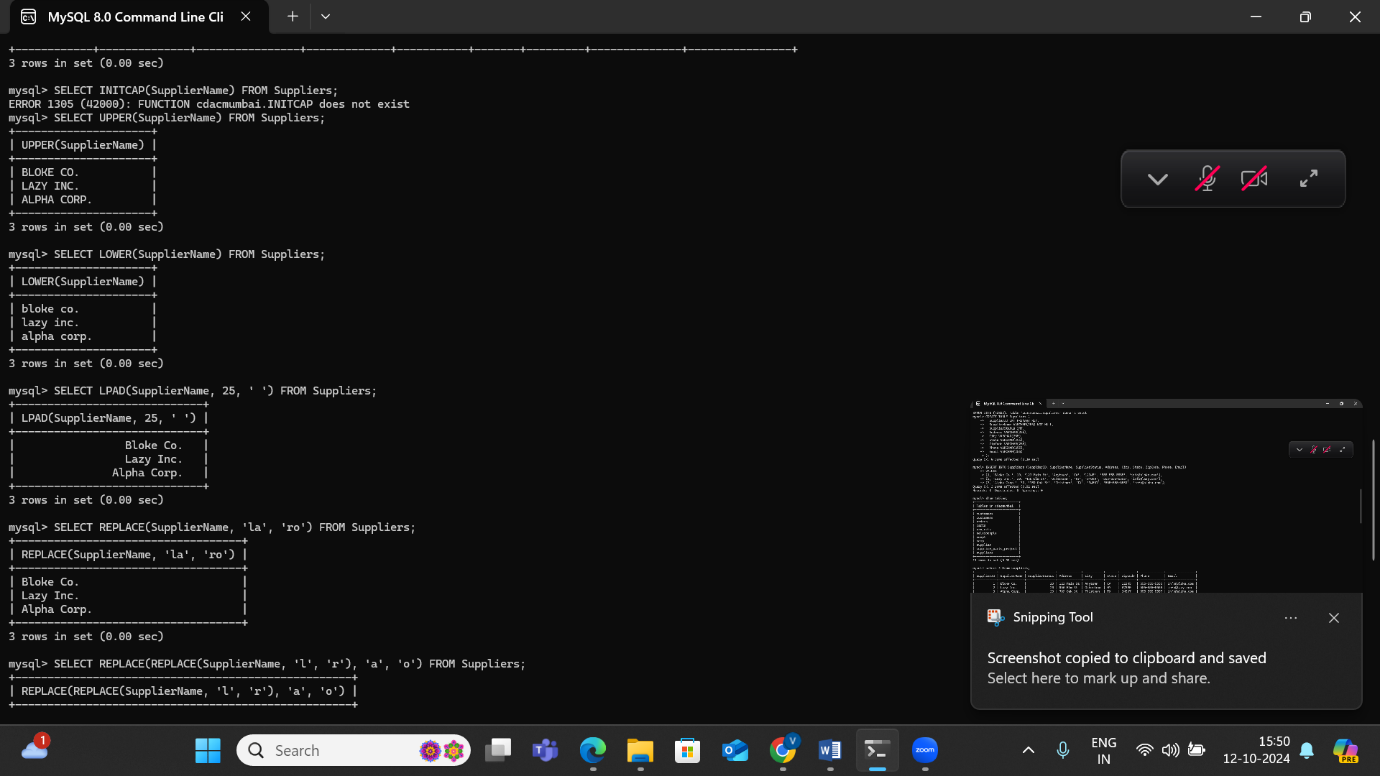 MySQL 8.0 Command Line Cli
+-------------+---------------+------------------+--------------+------------+-------+----------+---------------+-----------------+
3 rows in set (0.00 sec)
mysql> SELECT INITCAP(SupplierName) FROM Suppliers;
ERROR 1305 (42000): FUNCTION cdacmumbai.INITCAP does not exist
mysql> SELECT UPPER(SupplierName) FROM Suppliers;
+---------------------+
| UPPER(SupplierName) |
+---------------------+
| BLOKE CO.           |
| LAZY INC.           |
| ALPHA CORP.         |
+---------------------+
3 rows in set (0.00 sec)
mysql> SELECT LOWER(SupplierName) FROM Suppliers;
+---------------------+
| LOWER(SupplierName) |
+---------------------+
| bloke co.           |
| lazy inc.           |
| alpha corp.         |
+---------------------+
3 rows in set (0.00 sec)
mysql> SELECT LPAD(SupplierName, 25, ' ') FROM Suppliers;
+-----------------------------+
| LPAD(SupplierName, 25, ' ') |
+-----------------------------+
|                 Bloke Co.   |
|                 Lazy Inc.   |
|               Alpha Corp.   |
+-----------------------------+
3 rows in set (0.00 sec)
mysql> SELECT REPLACE(SupplierName, 'la', 'ro') FROM Suppliers;
+-----------------------------------+
| REPLACE(SupplierName, 'la', 'ro') |
+-----------------------------------+
| Bloke Co.                         |
| Lazy Inc.                         |
| Alpha Corp.                       |
+-----------------------------------+
3 rows in set (0.00 sec)
mysql> SELECT REPLACE(REPLACE(SupplierName, 'l', 'r'), 'a', 'o') FROM Suppliers;
+----------------------------------------------------+
| REPLACE(REPLACE(SupplierName, 'l', 'r'), 'a', 'o') |
+----------------------------------------------------+
Snipping Tool
Screenshot copied to clipboard and saved
Select here to mark up and share.
1
Search
V
zoom
ENG
IN
15:50
12-10-2024
PRE